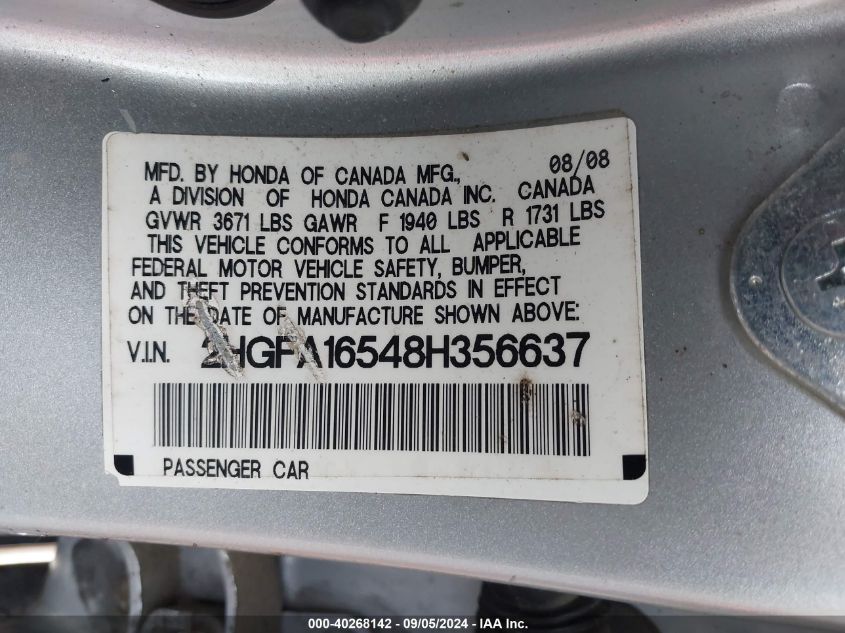 MFD. BY HONDA OF CANADA MFG., 08/08
A DIVISION OF HONDA CANADA INC. CANADA
GVWR 3671 LBS GAWR F 1940 LBS R 1731 LBS
THIS VEHICLE CONFORMS TO ALL APPLICABLE
FEDERAL MOTOR VEHICLE SAFETY, BUMPER,
AND THEFT PREVENTION STANDARDS IN EFFECT
ON THE DATE OF MANUFACTURE SHOWN ABOVE:
V.I.N. 2HGFA16548H356637
PASSENGER CAR
000-40268142 - 09/05/2024 - IAA Inc.